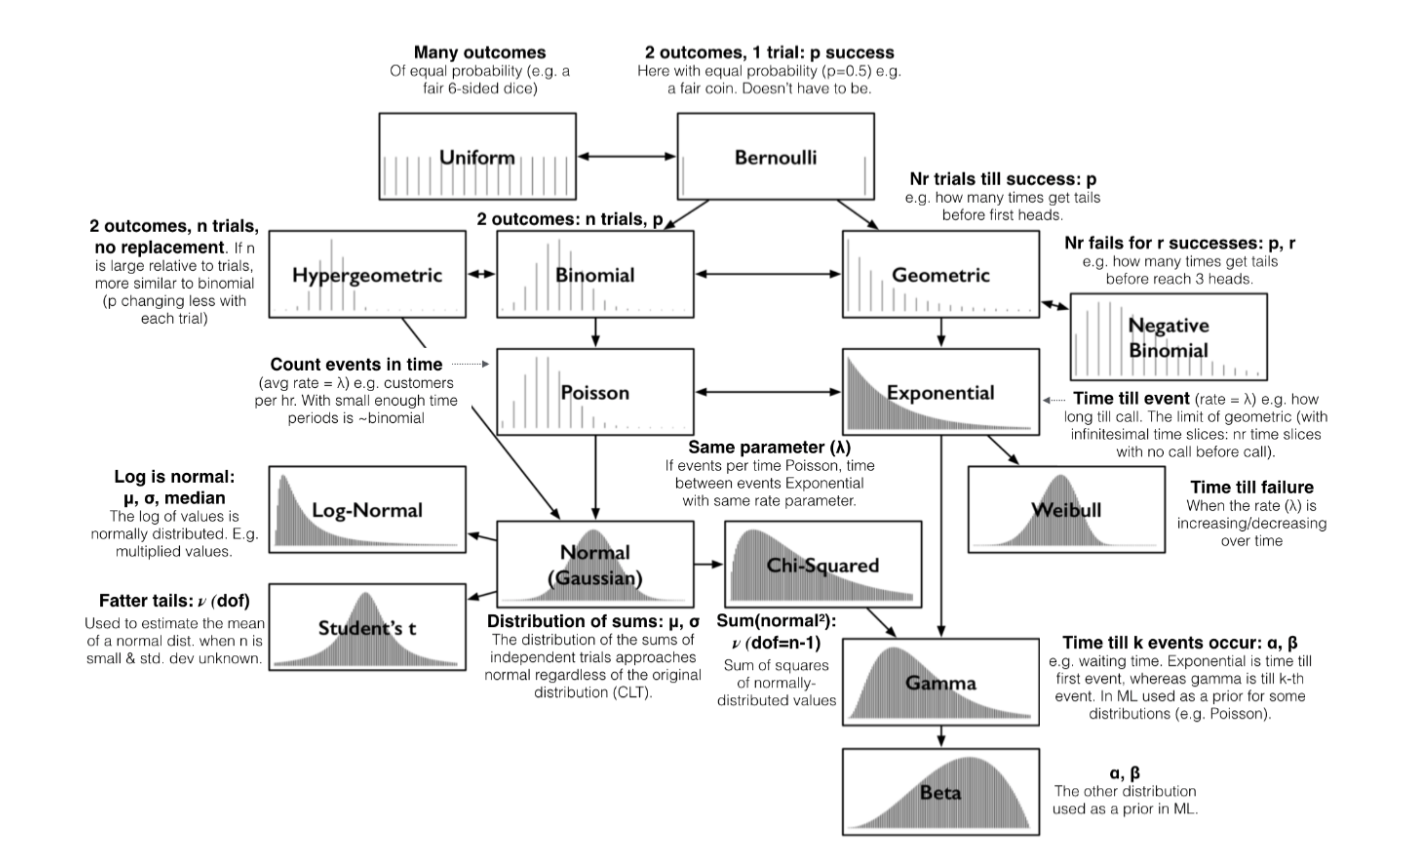 Many outcomes
Of equal probability (e.g. a
fair 6-sided dice)
2 outcomes, 1 trial: p success
Here with equal probability (p=0.5) e.g.
a fair coin. Doesn't have to be.
Uniform
Bernoulli
Nr trials till success: p
e.g. how many times get tails
before first heads.
2 outcomes, n trials,
no replacement. If n
is large relative to trials,
more similar to binomial
(p changing less with
each trial)
2 outcomes: n trials, p
Hypergeometric
Binomial
Geometric
Nr fails for r successes: p, r
e.g. how many times get tails
before reach 3 heads.
Negative
Binomial
Count events in time
(avg rate = λ) e.g. customers
per hr. With small enough time
periods is ~binomial
Poisson
Exponential
Time till event (rate = λ) e.g. how
long till call. The limit of geometric (with
infinitesimal time slices: nr time slices
with no call before call).
Same parameter (λ)
If events per time Poisson, time
between events Exponential
with same rate parameter.
Log is normal:
μ, σ, median
The log of values is
normally distributed. E.g.
multiplied values.
Log-Normal
Weibull
Time till failure
When the rate (λ) is
increasing/decreasing
over time
Normal
(Gaussian)
Chi-Squared
Fatter tails: ν (dof)
Used to estimate the mean
of a normal dist. when n is
small & std. dev unknown.
Student's t
Distribution of sums: μ, σ
The distribution of the sums of
independent trials approaches
normal regardless of the original
distribution (CLT).
Sum(normal²):
ν (dof=n-1)
Sum of squares
of normally-
distributed values
Gamma
Time till k events occur: α, β
e.g. waiting time. Exponential is time till
first event, whereas gamma is till k-th
event. In ML used as a prior for some
distributions (e.g. Poisson).
Beta
α, β
The other distribution
used as a prior in ML.